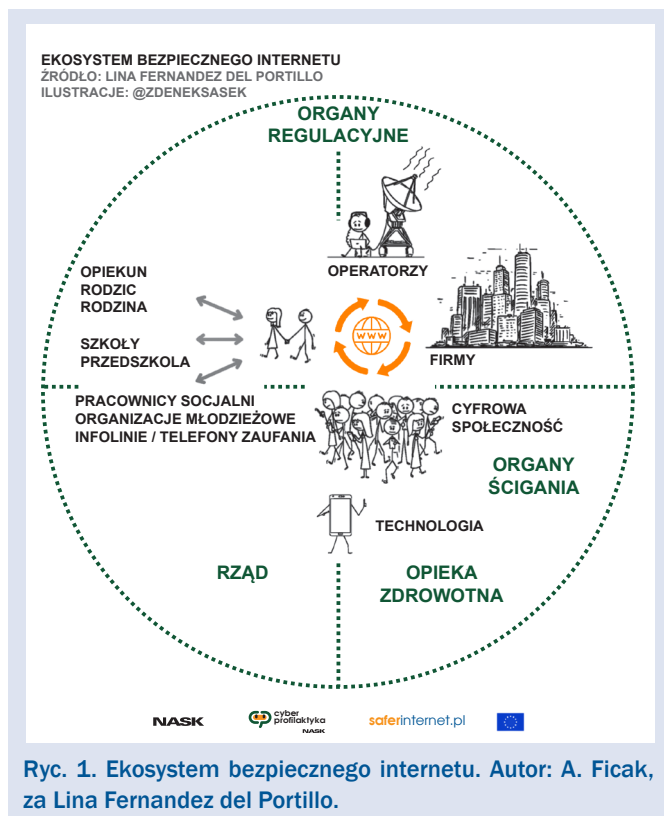 EKOSYSTEM BEZPIECZNEGO INTERNETU
ŹRÓDŁO: LINA FERNANDEZ DEL PORTILLO
ILUSTRACJE: @ZDENEKSASEK
ORGANY
REGULACYJNE
OPERATORZY
OPIEKUN
RODZIC
RODZINA
SZKOŁY
PRZEDSZKOLA
WWW
FIRMY
PRACOWNICY SOCJALNI
ORGANIZACJE MŁODZIEŻOWE
INFOLINIE / TELEFONY ZAUFANIA
CYFROWA
SPOŁECZNOŚĆ
ORGANY
ŚCIGANIA
TECHNOLOGIA
RZĄD
OPIEKA
ZDROWOTNA
NASK
cyber
profilaktyka
NASK
saferinternet.pl
Ryc. 1. Ekosystem bezpiecznego internetu. Autor: A. Ficak,
za Lina Fernandez del Portillo.